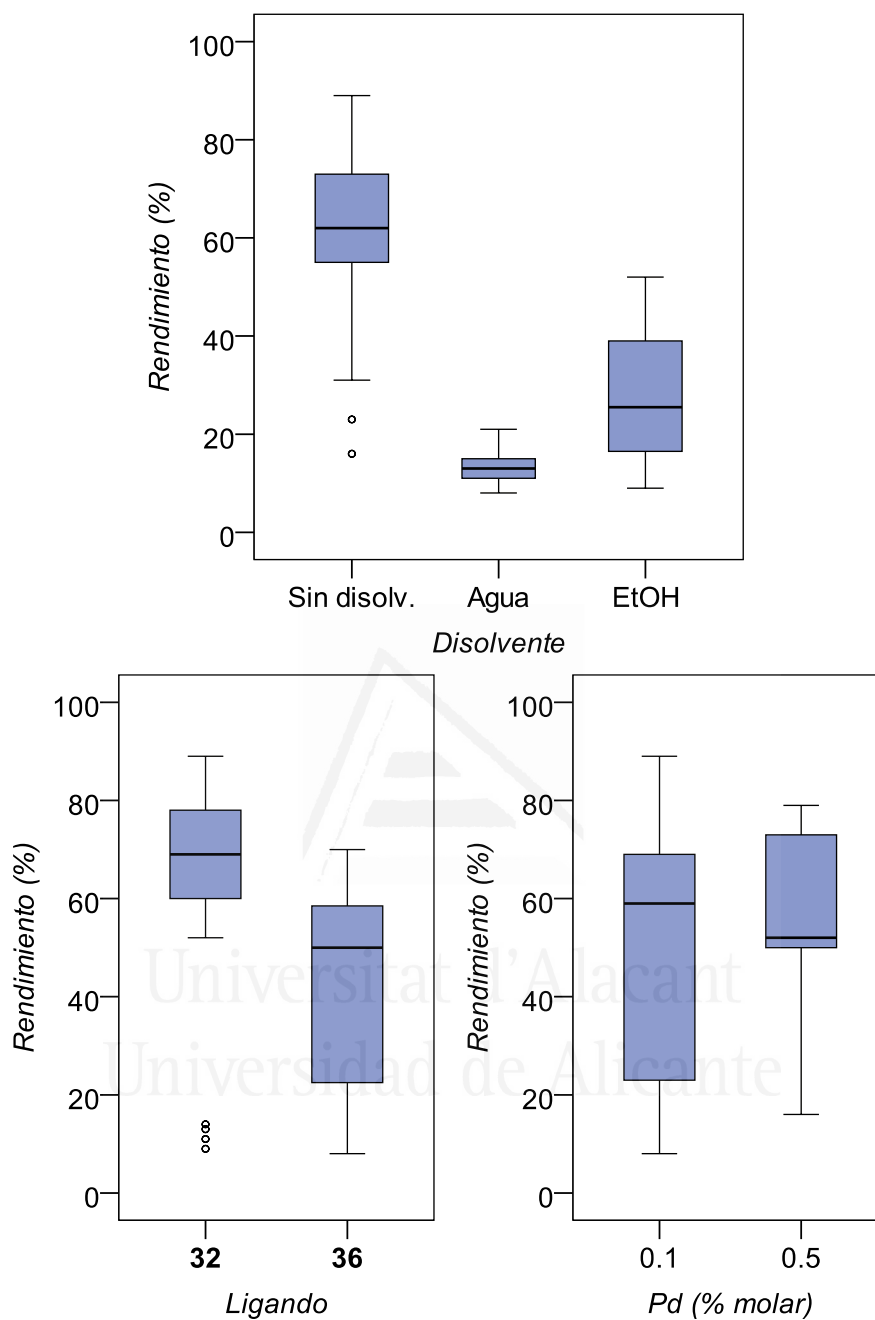 100
80
60
40
20
0
Rendimiento (%)
Sin disolv. Agua EtOH
Disolvente
100
80
60
40
20
0
Rendimiento (%)
32 36
Ligando
100
80
60
40
20
0
Rendimiento (%)
0.1 0.5
Pd (% molar)
Universitat d'Alacant
Universidad de Alicante